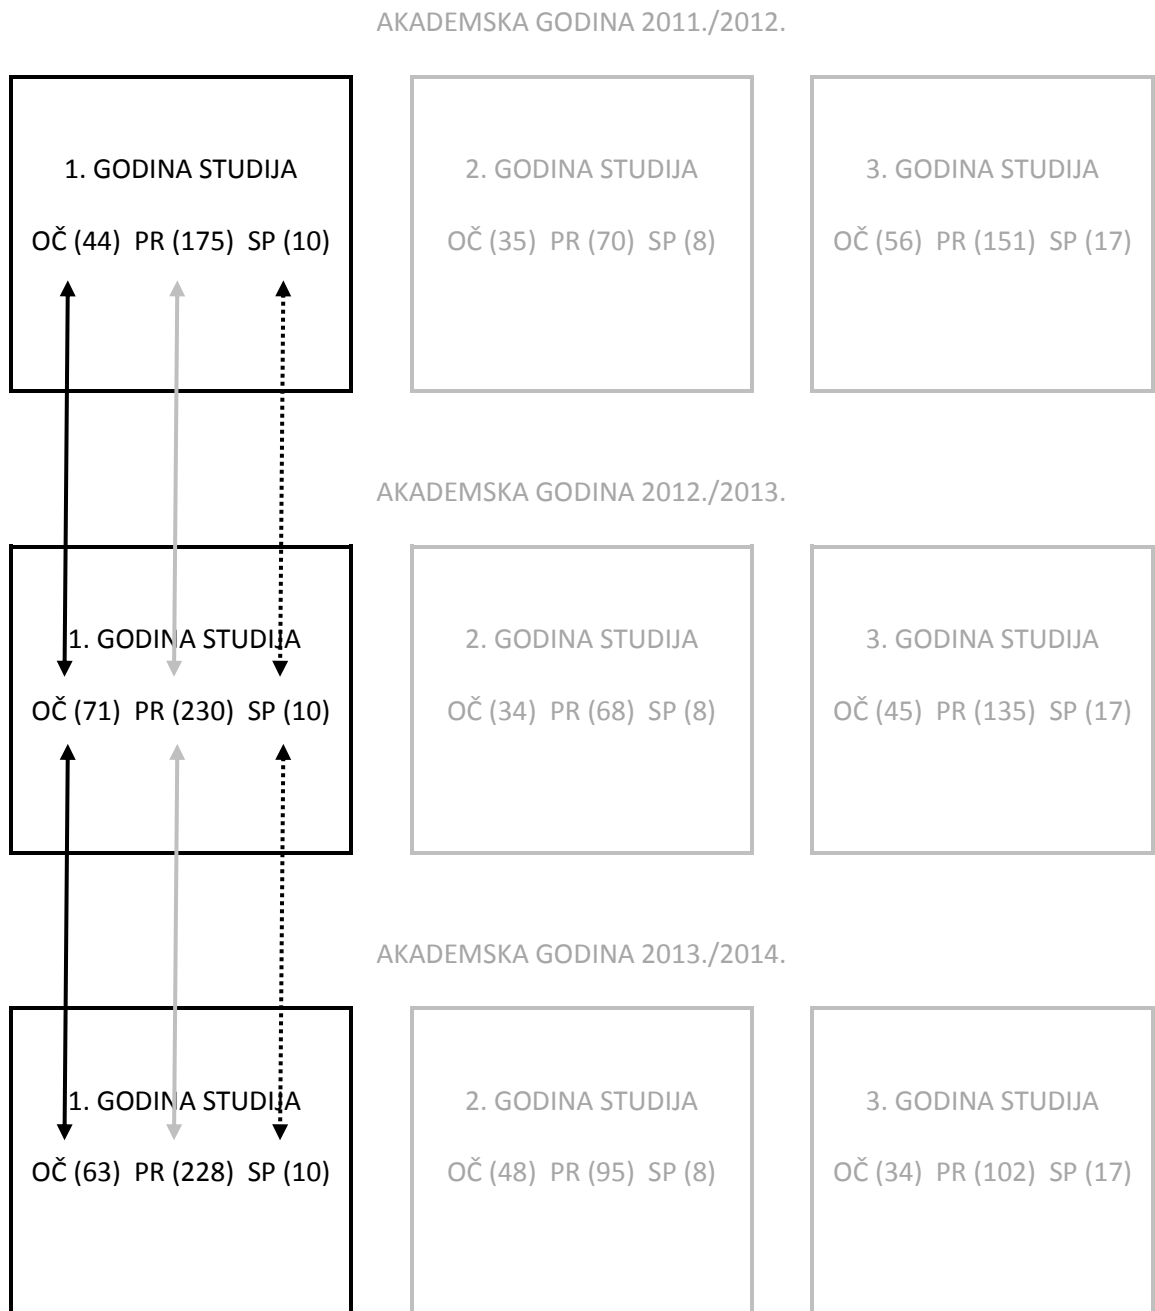 AKADEMSKA GODINA 2011./2012.
1. GODINA STUDIJA
OČ (44) PR (175) SP (10)
2. GODINA STUDIJA
OČ (35) PR (70) SP (8)
3. GODINA STUDIJA
OČ (56) PR (151) SP (17)
AKADEMSKA GODINA 2012./2013.
1. GODINA STUDIJA
OČ (71) PR (230) SP (10)
2. GODINA STUDIJA
OČ (34) PR (68) SP (8)
3. GODINA STUDIJA
OČ (45) PR (135) SP (17)
AKADEMSKA GODINA 2013./2014.
1. GODINA STUDIJA
OČ (63) PR (228) SP (10)
2. GODINA STUDIJA
OČ (48) PR (95) SP (8)
3. GODINA STUDIJA
OČ (34) PR (102) SP (17)